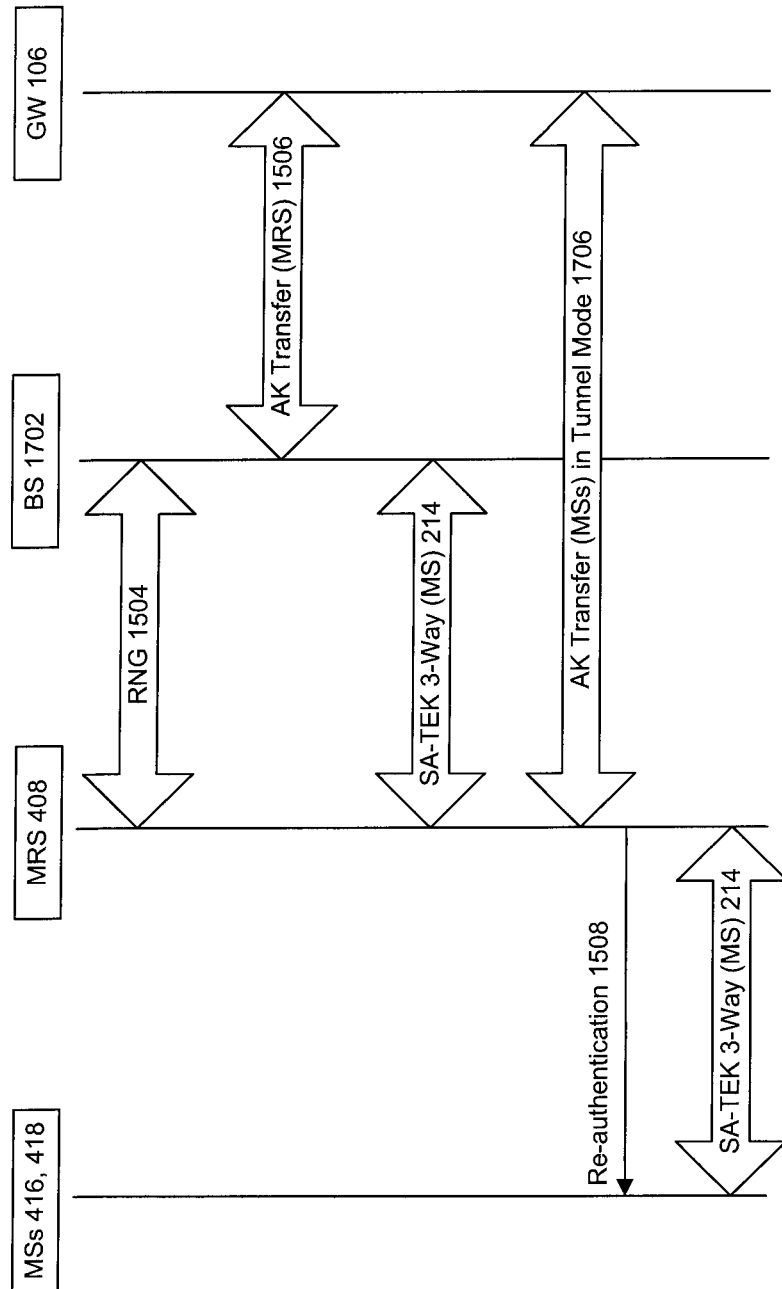 MSs 416, 418
MRS 408
BS 1702
GW 106
RNG 1504
AK Transfer (MRS) 1506
SA-TEK 3-Way (MS) 214
AK Transfer (MSs) in Tunnel Mode 1706
Re-authentication 1508
SA-TEK 3-Way (MS) 214